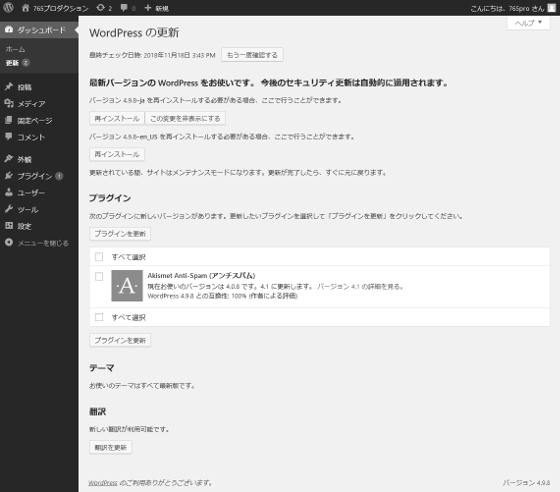 765プロダクション 2 0 新規 こんにちは、765pro さん
ダッシュボード
ホーム
更新 2
投稿
メディア
固定ページ
コメント
外観
プラグイン 1
ユーザー
ツール
設定
メニューを閉じる
ヘルプ
WordPress の更新
最終チェック日時: 2018年11月18日 3:43 PM もう一度確認する
最新バージョンの WordPress をお使いです。 今後のセキュリティ更新は自動的に適用されます。
バージョン 4.9.8-ja を再インストールする必要がある場合、ここで行うことができます。
再インストール この変更を非表示にする
バージョン 4.9.8-en_US を再インストールする必要がある場合、ここで行うことができます。
再インストール
更新されている間、サイトはメンテナンスモードになります。更新が完了したら、すぐに元に戻ります。
プラグイン
次のプラグインに新しいバージョンがあります。更新したいプラグインを選択して「プラグインを更新」をクリックしてください。
プラグインを更新
すべて選択
A
Akismet Anti-Spam (アンチスパム)
現在お使いのバージョンは 4.0.8 です。4.1 に更新します。 バージョン 4.1 の詳細を見る。
WordPress 4.9.8 との互換性: 100% (作者による評価)
すべて選択
プラグインを更新
テーマ
お使いのテーマはすべて最新版です。
翻訳
新しい翻訳が利用可能です。
翻訳を更新
WordPress のご利用ありがとうございます。 バージョン 4.9.8